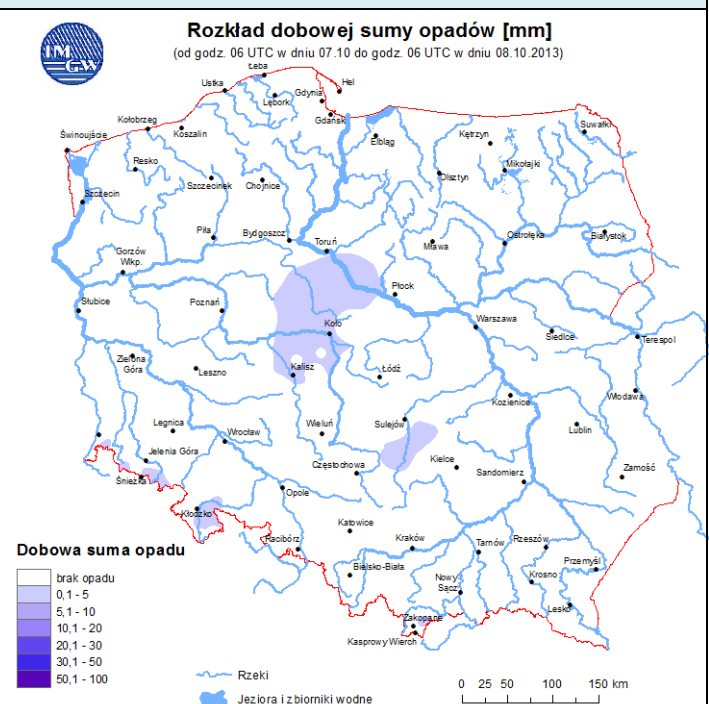 IM
GW
Rozkład dobowej sumy opadów [mm]
(od godz. 06 UTC w dniu 07.10 do godz. 06 UTC w dniu 08.10.2013)
Łeba
Ustka
Hel
Lębork
Gdynia
Gdańsk
Kołobrzeg
Koszalin
Świnoujście
Elbląg
Kętrzyn
Suwałki
Resko
Szczecinek
Chojnice
Olsztyn
Mikołajki
Szczecin
Piła
Bydgoszcz
Toruń
Mława
Ostrołęka
Białystok
Gorzów
Wlkp.
Płock
Słubice
Poznań
Koło
Warszawa
Siedlce
Terespol
Zielona
Góra
Leszno
Kalisz
Łódź
Kozienice
Włodawa
Legnica
Wrocław
Wieluń
Sulejów
Lublin
Jelenia Góra
Śnieżka
Częstochowa
Kielce
Sandomierz
Zamość
Opole
Kłodzko
Katowice
Racibórz
Kraków
Tarnów
Rzeszów
Przemyśl
Bielsko-Biała
Nowy
Sącz
Krosno
Lesko
Zakopane
Kasprowy Wierch
Dobowa suma opadu
brak opadu
0,1 - 5
5,1 - 10
10,1 - 20
20,1 - 30
30,1 - 50
50,1 - 100
Rzeki
Jeziora i zbiorniki wodne
0 25 50 100 150 km